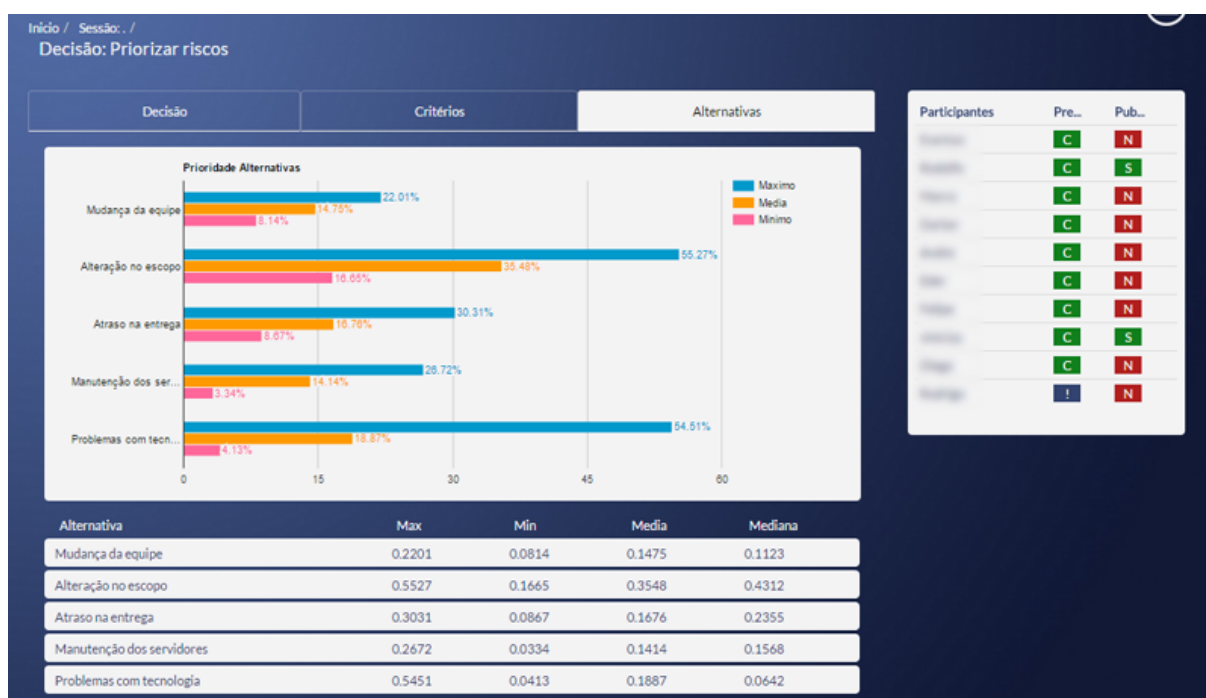 Início / Sessão: . /
Decisão: Priorizar riscos
Decisão Critérios Alternativas
Prioridade Alternativas
Maximo
Media
Minimo
Mudança da equipe 22.01% 14.75% 8.14%
Alteração no escopo 55.27% 35.48% 16.65%
Atraso na entrega 30.31% 16.76% 8.67%
Manutenção dos ser... 26.72% 14.14% 3.34%
Problemas com tecn... 54.51% 18.87% 4.13%
0 15 30 45 60
Alternativa Max Min Media Mediana
Mudança da equipe 0.2201 0.0814 0.1475 0.1123
Alteração no escopo 0.5527 0.1665 0.3548 0.4312
Atraso na entrega 0.3031 0.0867 0.1676 0.2355
Manutenção dos servidores 0.2672 0.0334 0.1414 0.1568
Problemas com tecnologia 0.5451 0.0413 0.1887 0.0642
Participantes Pre... Pub...
C N
C S
C N
C N
C N
C N
C N
C S
C N
! N